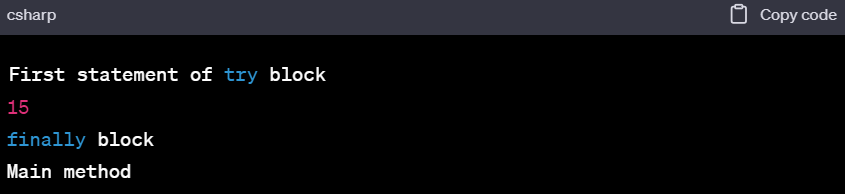 csharp Copy code
First statement of try block
15
finally block
Main method